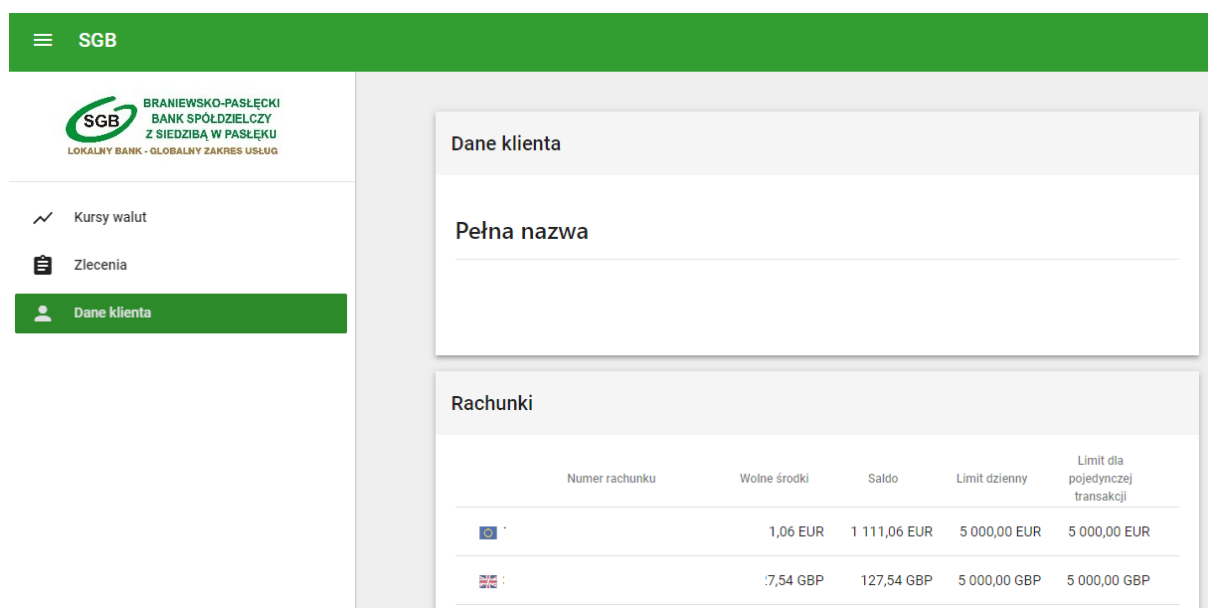 SGB
SGB
BRANIEWSKO-PASŁĘCKI
BANK SPÓŁDZIELCZY
Z SIEDZIBĄ W PASŁĘKU
LOKALNY BANK - GLOBALNY ZAKRES USŁUG
Kursy walut
Zlecenia
Dane klienta
Dane klienta
Pełna nazwa
Rachunki
Numer rachunku Wolne środki Saldo Limit dzienny Limit dla
pojedynczej
transakcji
1,06 EUR 1 111,06 EUR 5 000,00 EUR 5 000,00 EUR
7,54 GBP 127,54 GBP 5 000,00 GBP 5 000,00 GBP